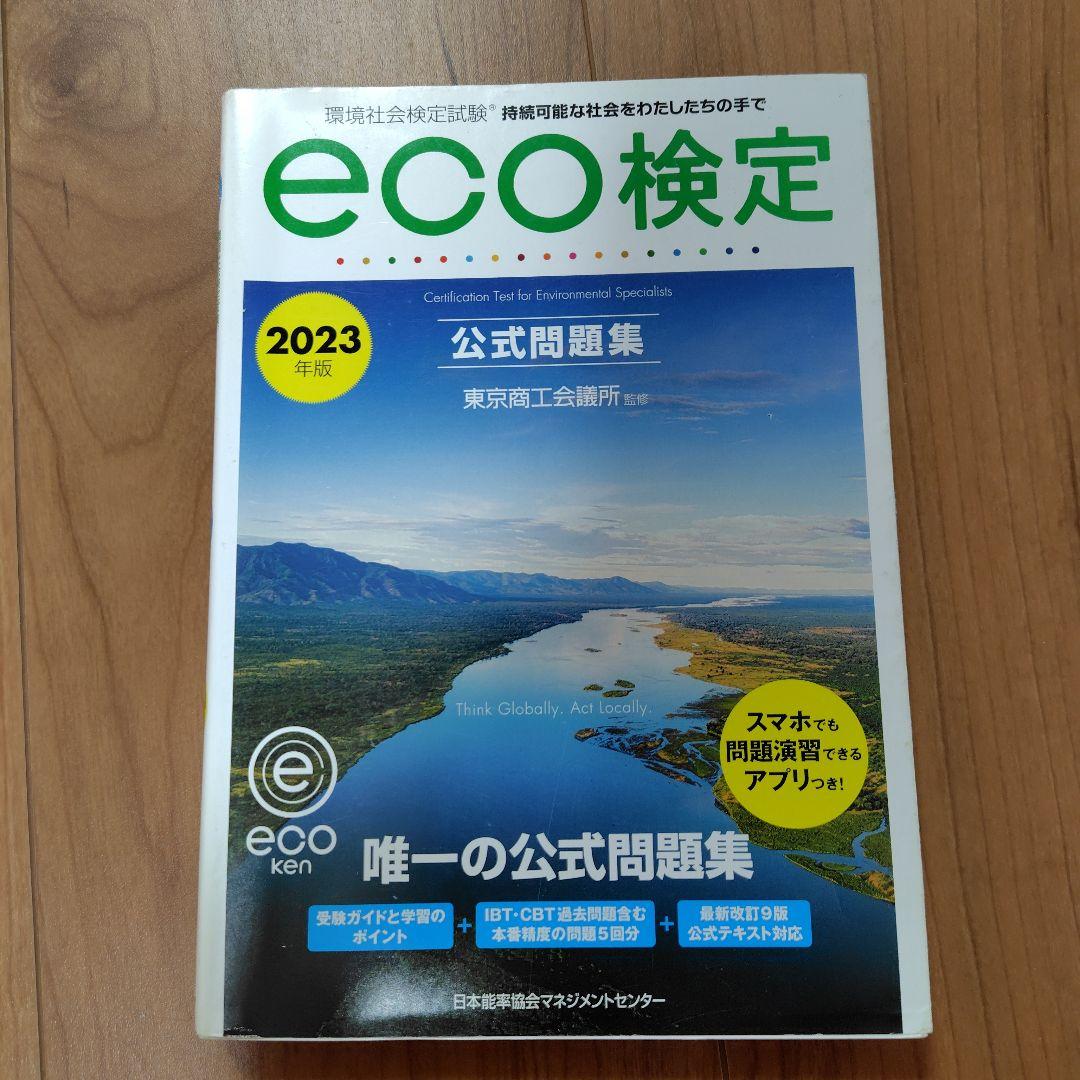 環境社会検定試験® 持続可能な社会をわたしたちの手で
eco検定
Certification Test for Environmental Specialists
2023
年版
公式問題集
東京商工会議所 監修
Think Globally. Act Locally.
スマホでも
問題演習できる
アプリつき!
e
eco
ken
唯一の公式問題集
受験ガイドと学習の
ポイント
+
IBT・CBT過去問題含む
本番精度の問題5回分
+
最新改訂9版
公式テキスト対応
日本能率協会マネジメントセンター